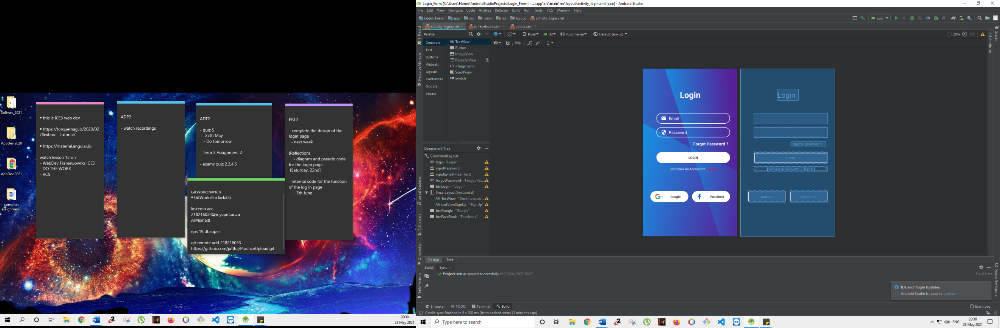 Softwre_2021
AppDev 2020
AppDev 2021
complete
assignmen...
• this is ICE3 web dev
• https://torquemag.io/2020/02
/flexbox-   tutorial/
• https://material.angular.io
watch lesson 13 on
- WebDev Framewowrks ICE3
- DO THE WORK
- VCS
ADP2
- watch recordings
ADT2
- quiz 5
- 27th May
- Do tomorrow
- Term 3 Assignment 2
- exams quiz 2,3,4,5
GitWorkEnvHub
• GitWorksForTask33/
linkedin acc.
218216033@mycput.ac.za
A@Ismail!
eps 19 dbsuper
git remote add 218216033
https://github.com/jaftha/PracticeUpload.git
PRT2
- complete the design of the
login page
- next week
(Reflection)
- diagram and pseudo code
for the login page
[Saturday, 22nd]
- internal code for the function
of the log in page
- 7th June
20:30
23 May 2021
Login_Form [C:\Users\Home\AndroidStudioProjects\Login_Form] - ...\app\src\main\res\layout\activity_login.xml [app] - Android Studio
File Edit View Navigate Code Analyze Refactor Build Run Tools VCS Window Help
Login_Form app src main res layout activity_login.xml
app
activity_login.xml ic_facebook.xml colors.xml
1: Project
Resource Manager
Layout Captures
Z: Structure
2: Favorites
Build Variants
Palette
Common
Text
Buttons
Widgets
Layouts
Containers
Google
Legacy
Ab TextView
Button
ImageView
RecyclerView
<fragment>
ScrollView
Switch
Pixel 30 AppTheme Default (en-us)
28%
8dp
Component Tree
ConstraintLayout
Ab logo- "Login"
Ab inputPassword
Ab inputEmail(Plain Text)
Ab forgotPassword- "Forgot Pas...
btnLogin- "Login"
linearLayout(horizontal)
Ab TextView- "Dont have an ...
Ab textViewSignUp- "SignUp"
btnGoogle- "Google"
btnFaceBook- "Facebook"
Login
Email
Password
Forgot Password ?
LOGIN
Dont have an Accouont?
Google
Facebook
Login
Forgot Password ?
LOGIN
Dont have an Accouont? SignUp
GOOGLE
FACEBOOK
Gradle
Attributes
Device File Explorer
Design Text
Build: Sync
Project setup: synced successfully at 23 May 2021 20:27
5 s 411 ms
IDE and Plugin Updates
Android Studio is ready to update.
6: Logcat TODO Terminal Build
Event Log
Gradle sync finished in 8 s 200 ms (from cached state) (3 minutes ago)
Type here to search
ENG
20:30
23 May 2021